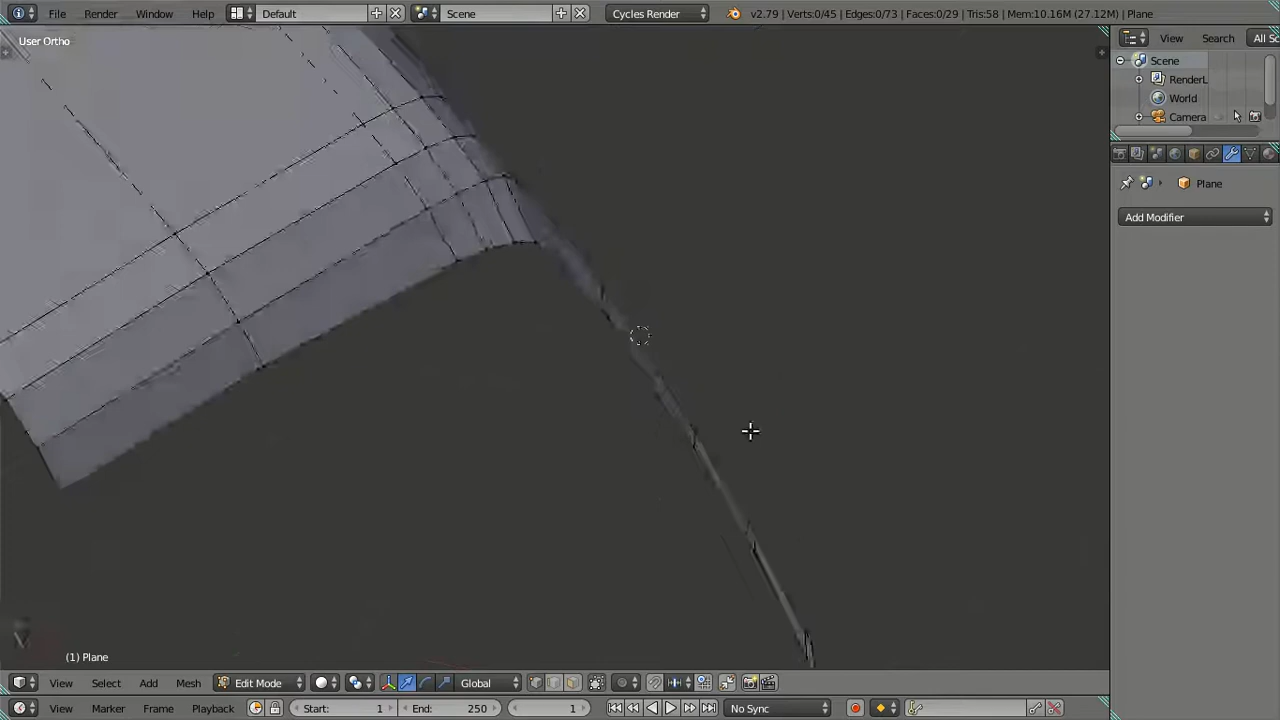 File Render Window Help Default Scene Cycles Render v2.79 | Verts:0/45 | Edges:0/73 | Faces:0/29 | Tris:58 | Mem:10.16M (27.12M) | Plane
User Ortho
View Search All Sc
Scene
RenderL
World
Camera
Plane
Add Modifier
(1) Plane
View Select Add Mesh Edit Mode Global
View Marker Frame Playback Start: 1 End: 250 1 No Sync